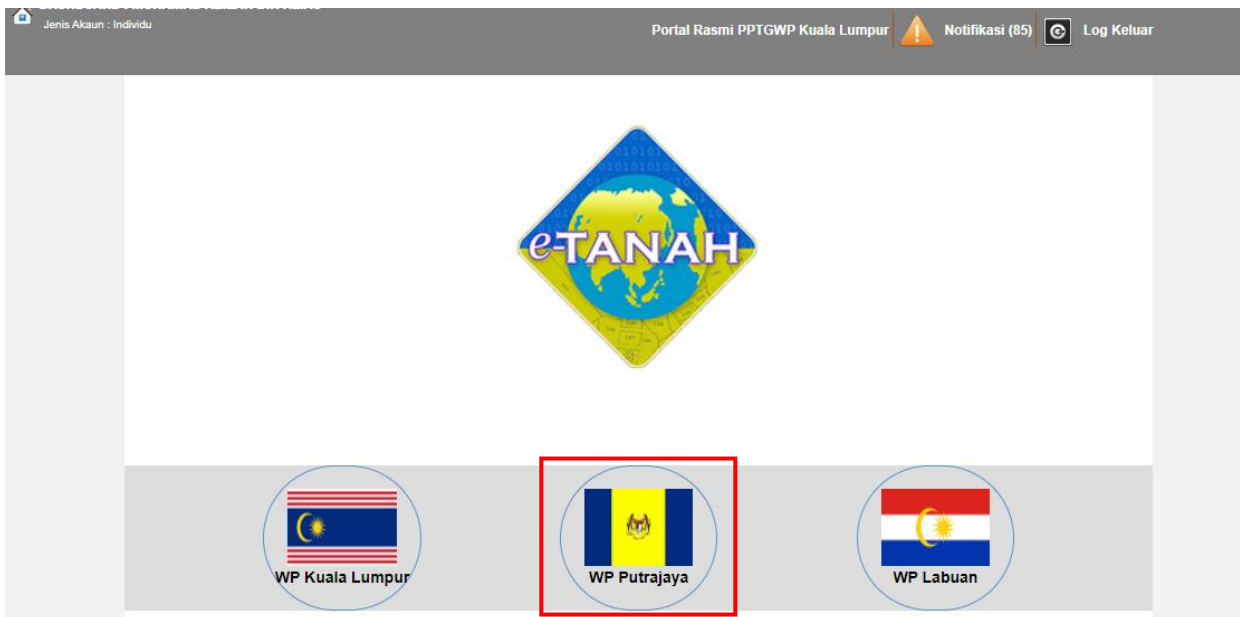 Jenis Akaun : Individu
Portal Rasmi PPTGWP Kuala Lumpur
Notifikasi (85)
Log Keluar
e-TANAH
WP Kuala Lumpur
WP Putrajaya
WP Labuan